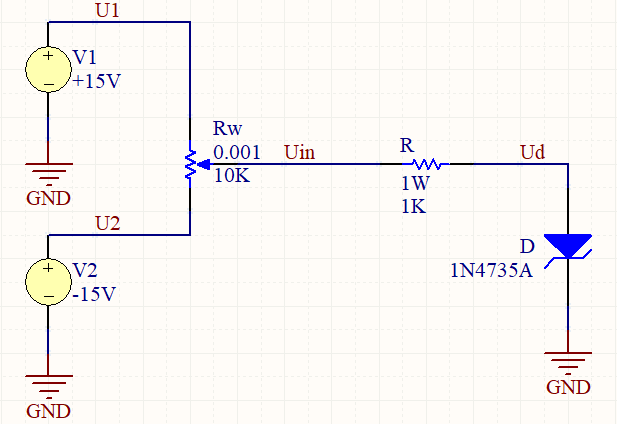 U1
V1
+15V
GND
Rw
0.001
10K
Uin
R
1W
1K
Ud
U2
V2
-15V
GND
D
1N4735A
GND